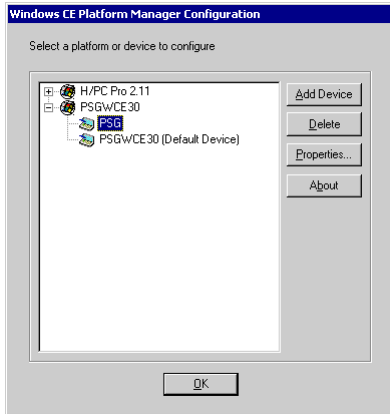 Windows CE Platform Manager Configuration
Select a platform or device to configure
H/PC Pro 2.11
PSGWCE30
PSG
PSGWCE30 (Default Device)
Add Device
Delete
Properties...
About
OK